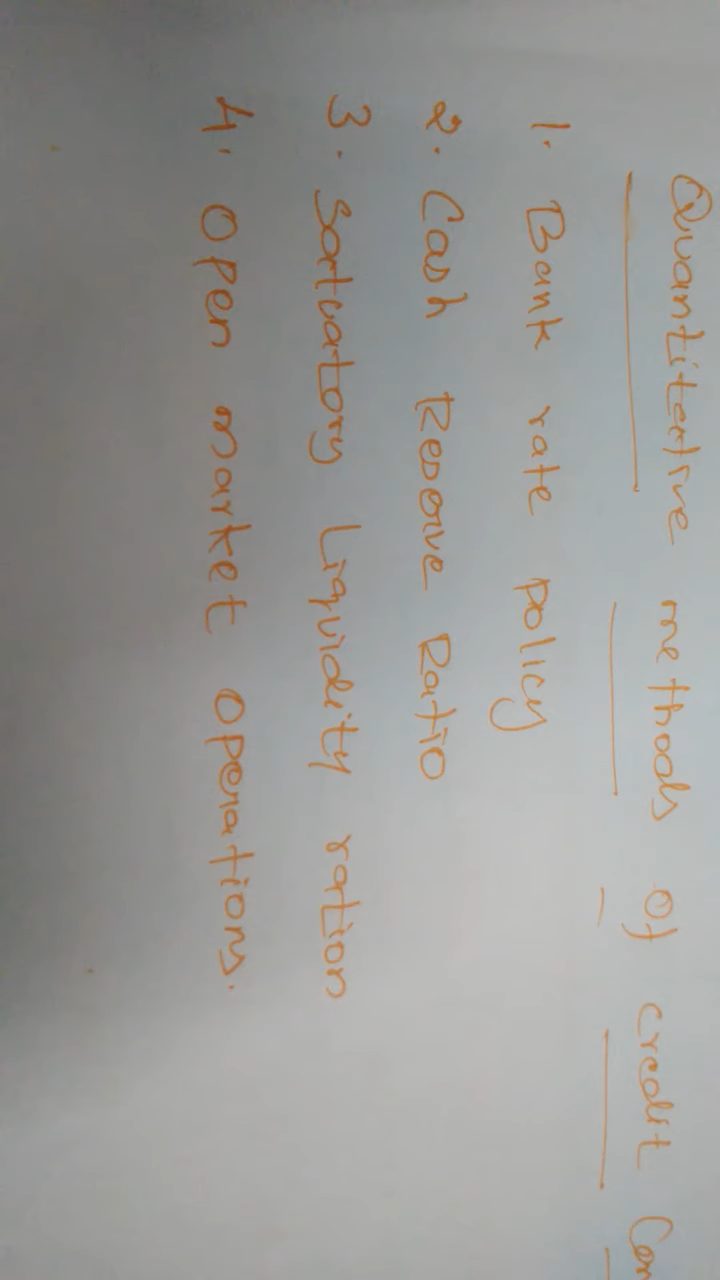 Quantitative methods of credit Con
1. Bank rate policy
2. Cash Reserve Ratio
3. Sartuatory Liquidity ration
4. Open market operations.